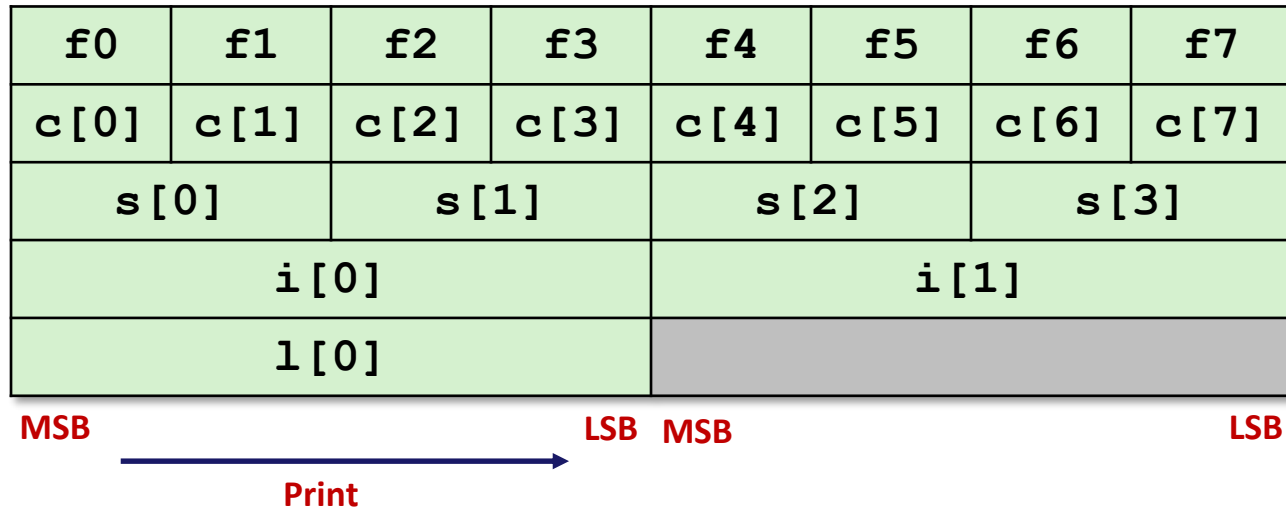 f0 f1 f2 f3 f4 f5 f6 f7
c[0] c[1] c[2] c[3] c[4] c[5] c[6] c[7]
s[0] s[1] s[2] s[3]
i[0] i[1]
l[0]
MSB LSB MSB LSB
Print